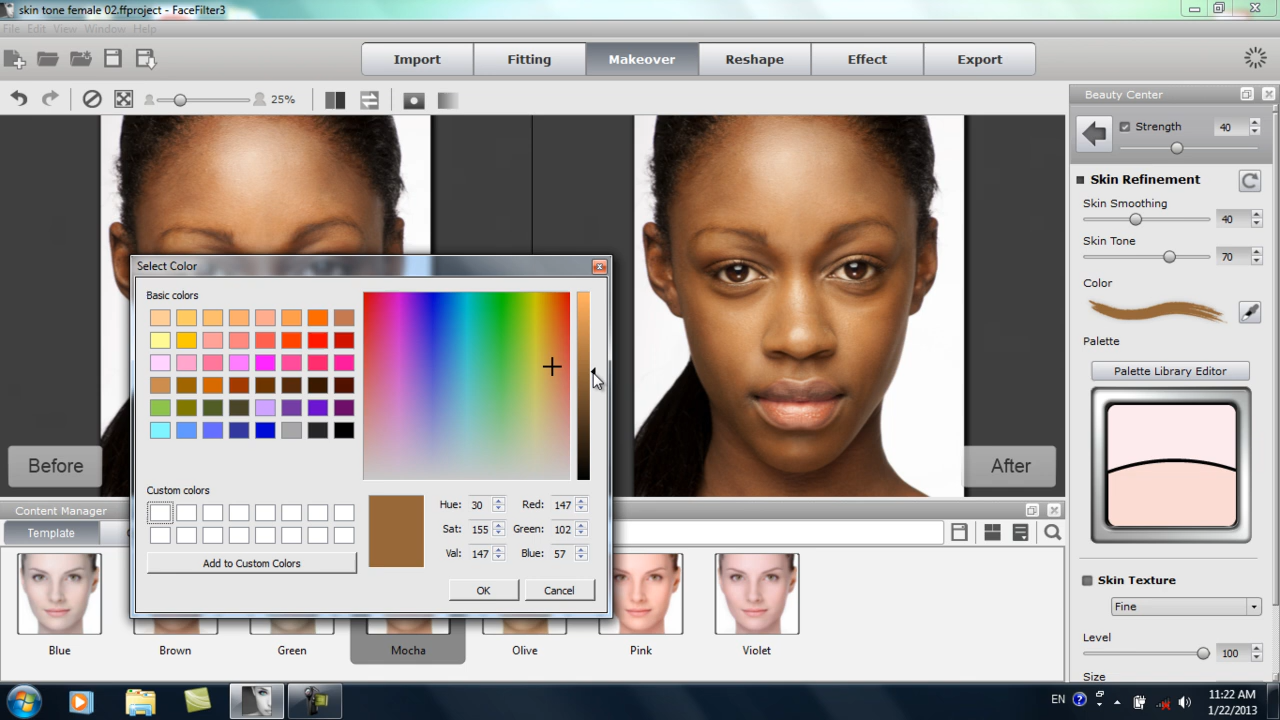 skin tone female 02.ffproject - FaceFilter3
File Edit View Window Help
Import Fitting Makeover Reshape Effect Export
25%
Beauty Center
Strength 40
Skin Refinement
Skin Smoothing
40
Skin Tone
70
Color
Palette
Palette Library Editor
Before
After
Select Color
Basic colors
Custom colors
Add to Custom Colors
Hue: 30 Red: 147
Sat: 155 Green: 102
Val: 147 Blue: 57
OK Cancel
Content Manager
Template
Blue Brown Green Mocha Olive Pink Violet
Skin Texture
Fine
Level
100
Size
EN
11:22 AM
1/22/2013